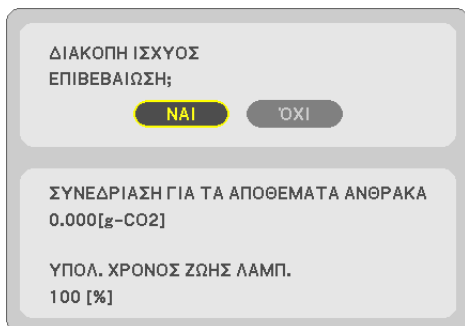 ΔΙΑΚΟΠΗ ΙΣΧΥΟΣ
ΕΠΙΒΕΒΑΙΩΣΗ;
ΝΑΙ ΌΧΙ
ΣΥΝΕΔΡΙΑΣΗ ΓΙΑ ΤΑ ΑΠΟΘΕΜΑΤΑ ΑΝΘΡΑΚΑ
0.000[g-CO2]
ΥΠΟΛ. ΧΡΟΝΟΣ ΖΩΗΣ ΛΑΜΠ.
100 [%]